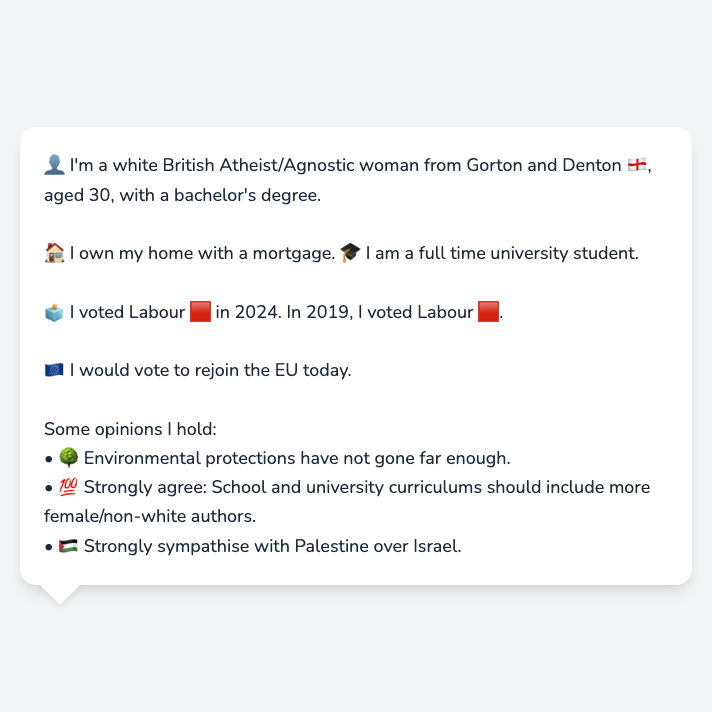 👤 I'm a white British Atheist/Agnostic woman from Gorton and Denton 🏴󠁧󠁢󠁥󠁮󠁧󠁿,
aged 30, with a bachelor's degree.
🏠 I own my home with a mortgage. 🎓 I am a full time university student.
🗳️ I voted Labour 🟥 in 2024. In 2019, I voted Labour 🟥.
🇪🇺 I would vote to rejoin the EU today.
Some opinions I hold:
• 🌳 Environmental protections have not gone far enough.
• 💯 Strongly agree: School and university curriculums should include more
female/non-white authors.
• 🇵🇸 Strongly sympathise with Palestine over Israel.